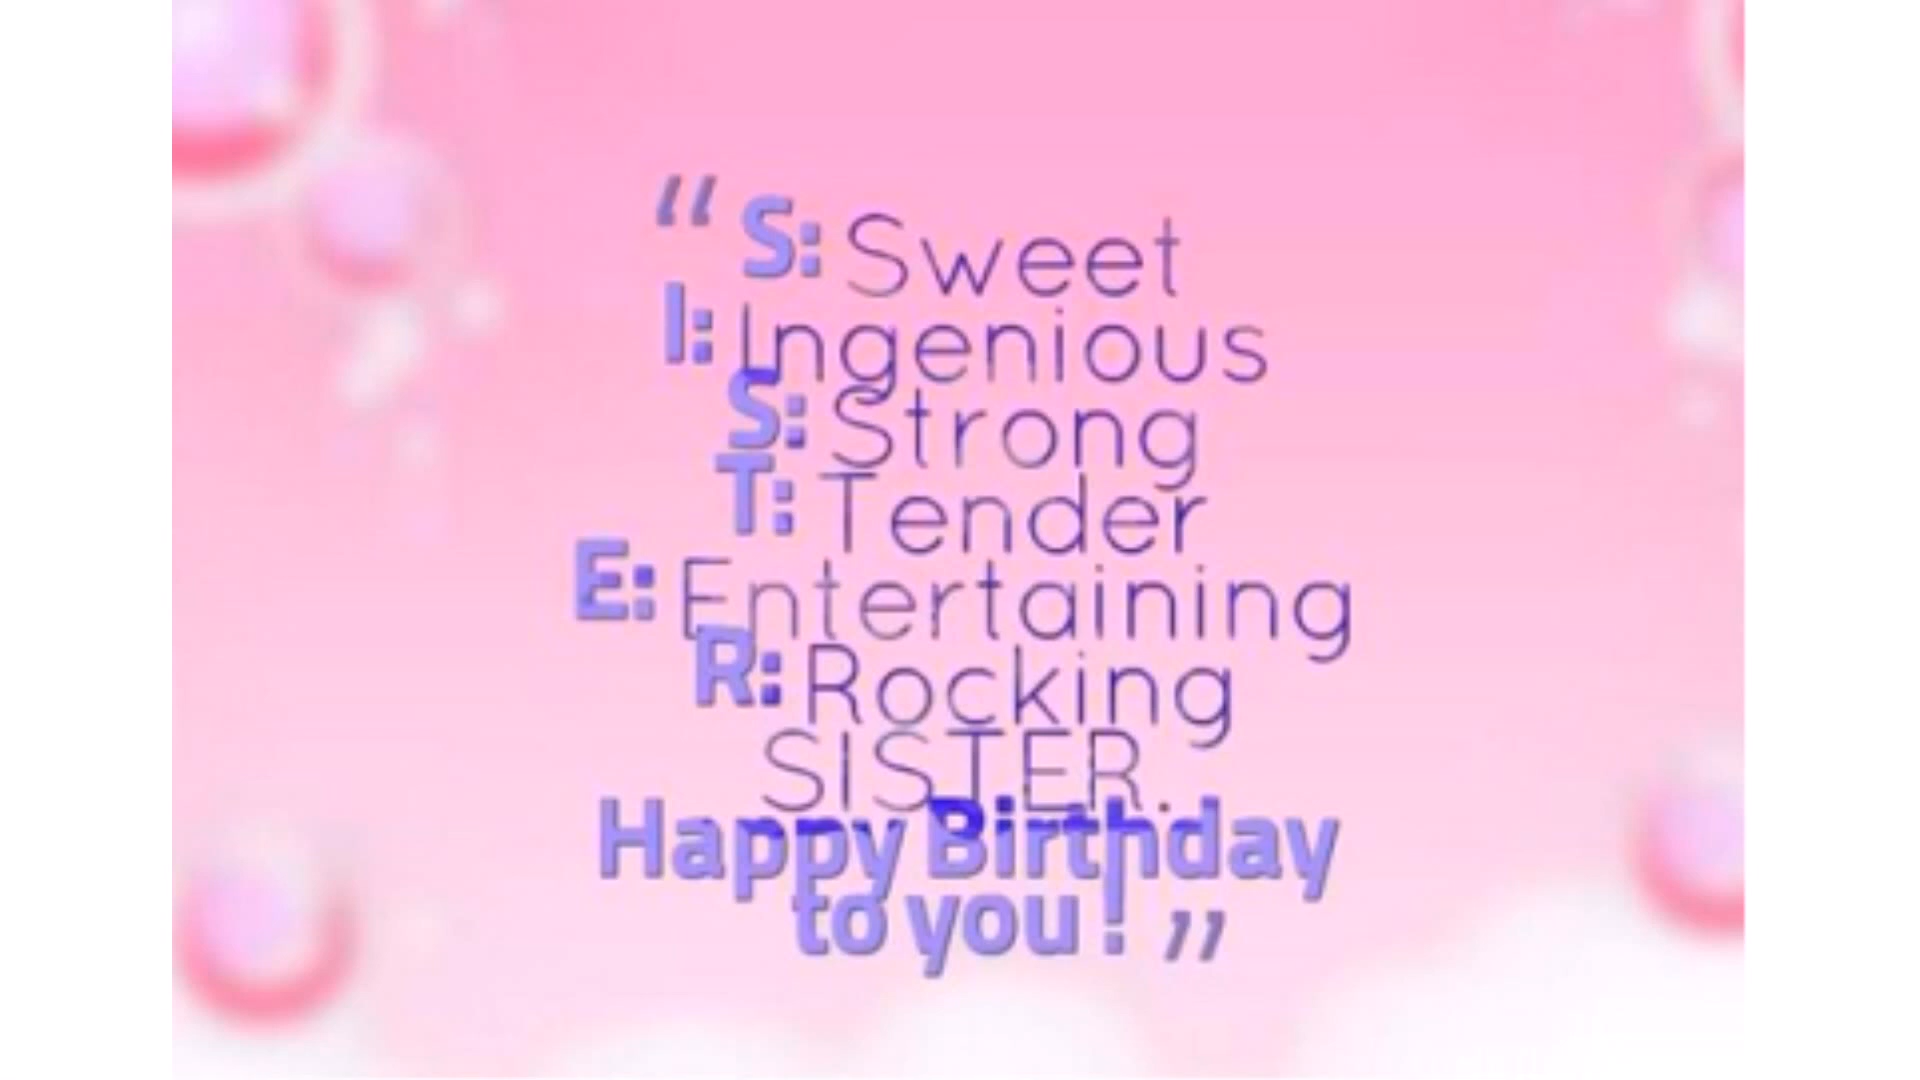 “ S: Sweet
I: Ingenious
S: Strong
T: Tender
E: Entertaining
R: Rocking
SISTER.
Happy Birthday
to you! ”